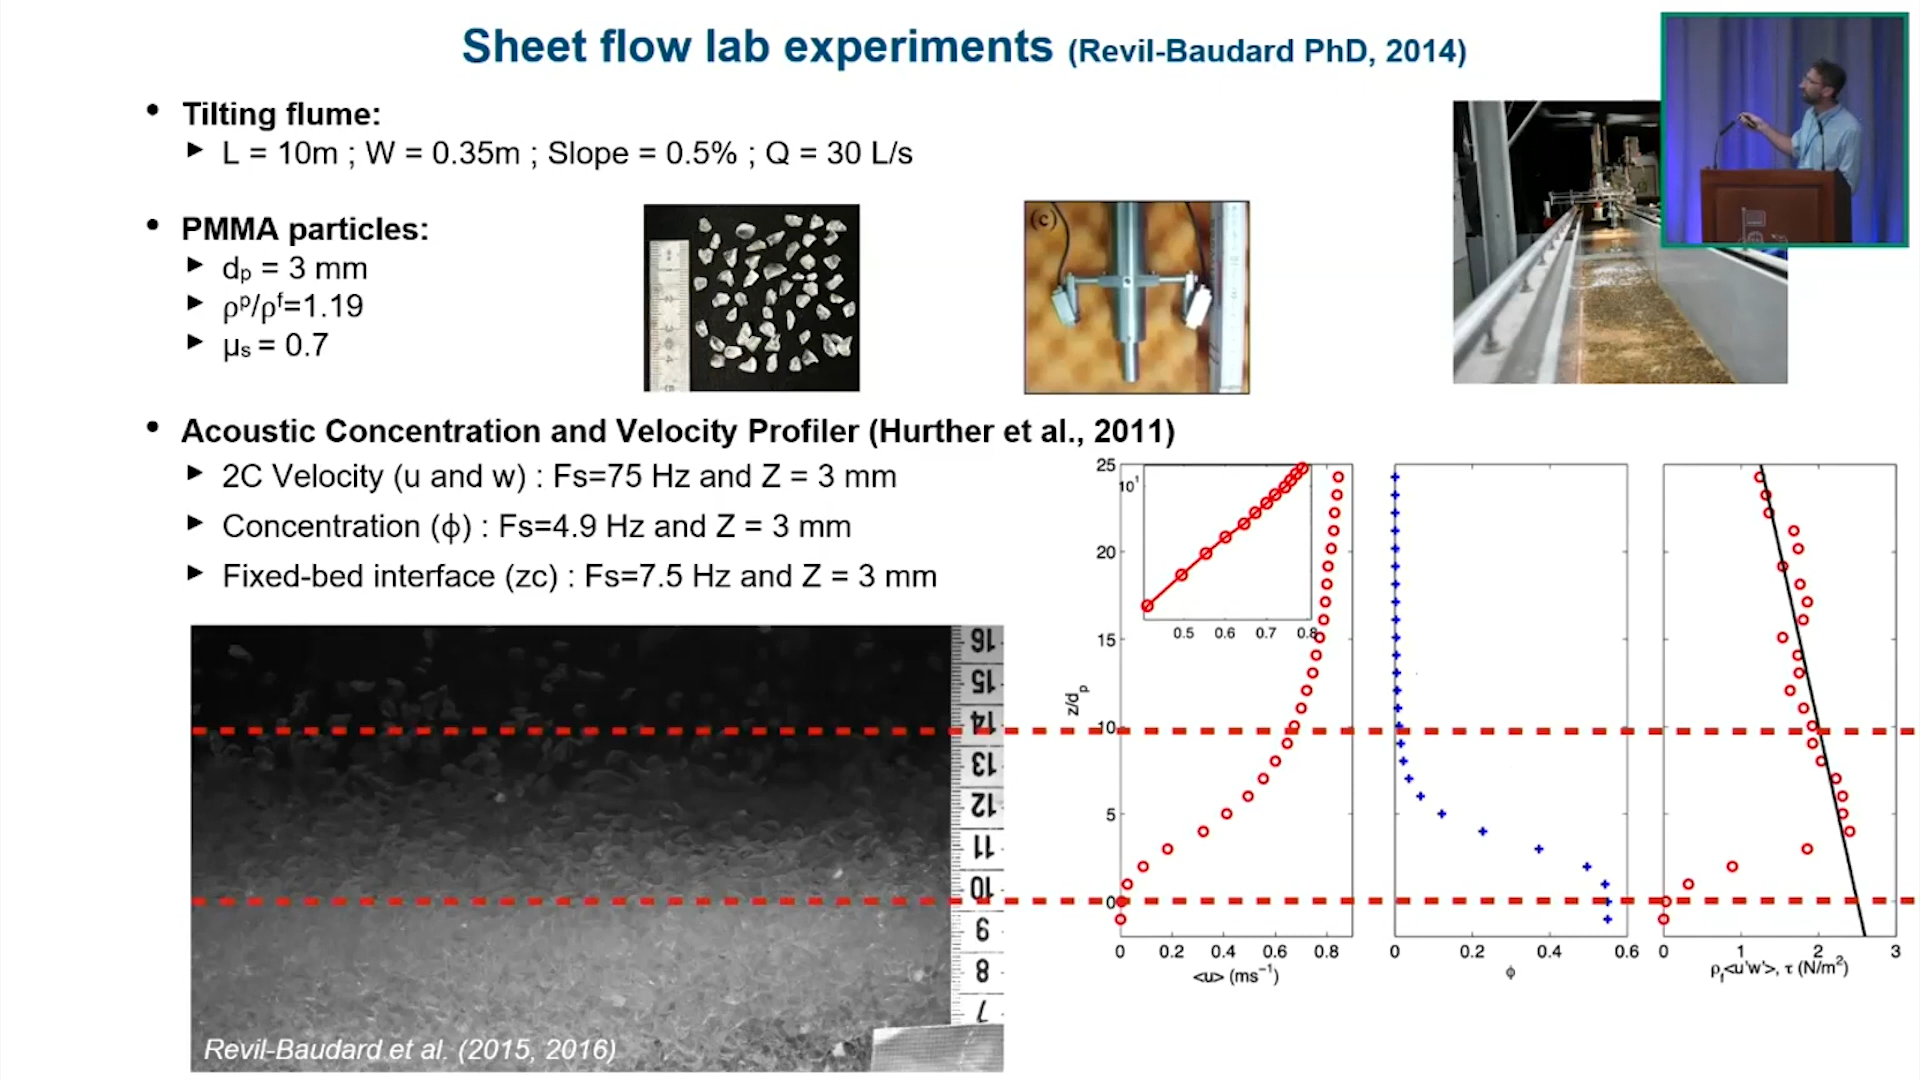 Sheet flow lab experiments (Revil-Baudard PhD, 2014)
• Tilting flume:
► L = 10m ; W = 0.35m ; Slope = 0.5% ; Q = 30 L/s
• PMMA particles:
► dₚ = 3 mm
► ρᵖ/ρᶠ=1.19
► μₛ = 0.7
(c)
• Acoustic Concentration and Velocity Profiler (Hurther et al., 2011)
► 2C Velocity (u and w) : Fs=75 Hz and Z = 3 mm
► Concentration (ϕ) : Fs=4.9 Hz and Z = 3 mm
► Fixed-bed interface (zc) : Fs=7.5 Hz and Z = 3 mm
16
15
14
13
12
11
10
9
8
7
Revil-Baudard et al. (2015, 2016)
z/dₚ
25
20
15
10
5
0
10¹
0.5 0.6 0.7 0.8
0 0.2 0.4 0.6 0.8
<u> (ms⁻¹)
0 0.2 0.4 0.6
ϕ
0 1 2 3
ρf<u'w'>, τ (N/m²)